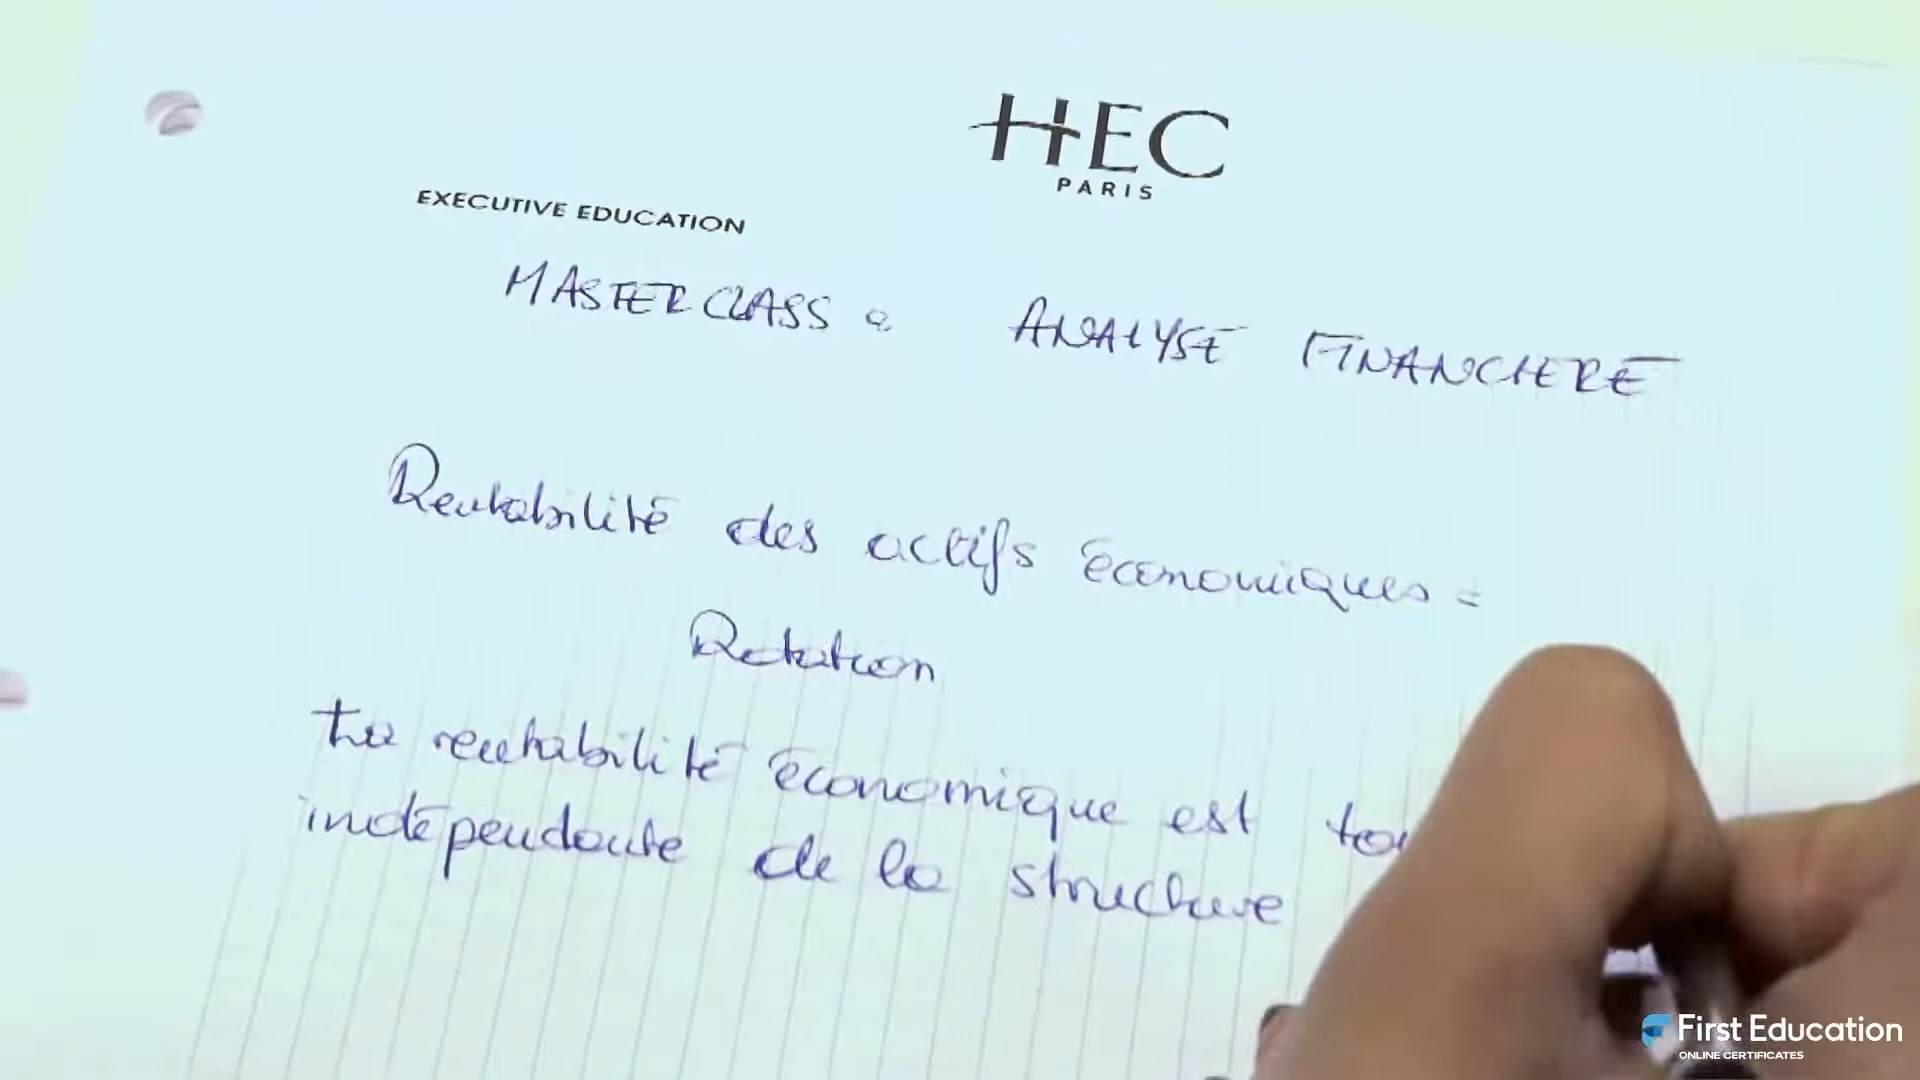 HEC
PARIS
EXECUTIVE EDUCATION
MASTERCLASS : ANALYSE FINANCIERE
Rentabilité des actifs économiques =
Rotation
La rentabilité économique est
indépendante de la structure
First Education
ONLINE CERTIFICATES